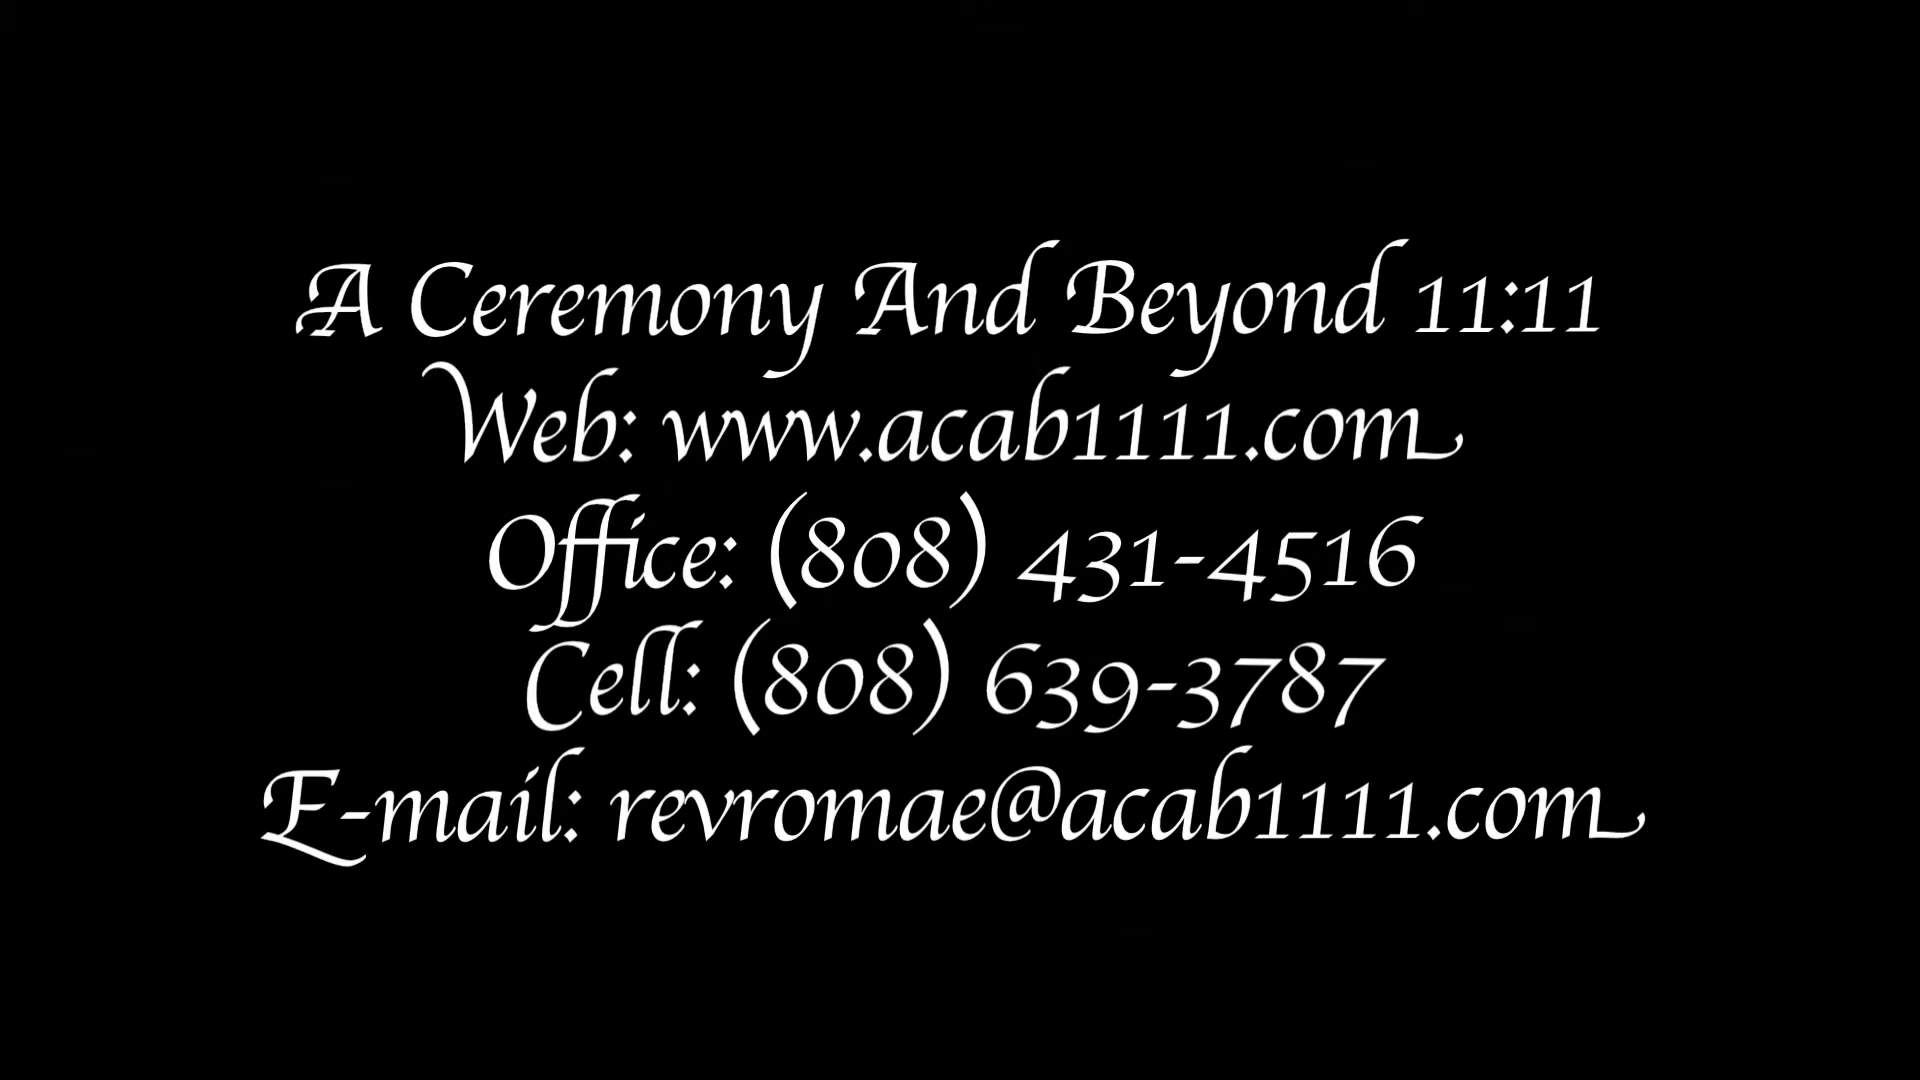 A Ceremony And Beyond 11:11
Web: www.acab1111.com
Office: (808) 431-4516
Cell: (808) 639-3787
E-mail: revromae@acab1111.com